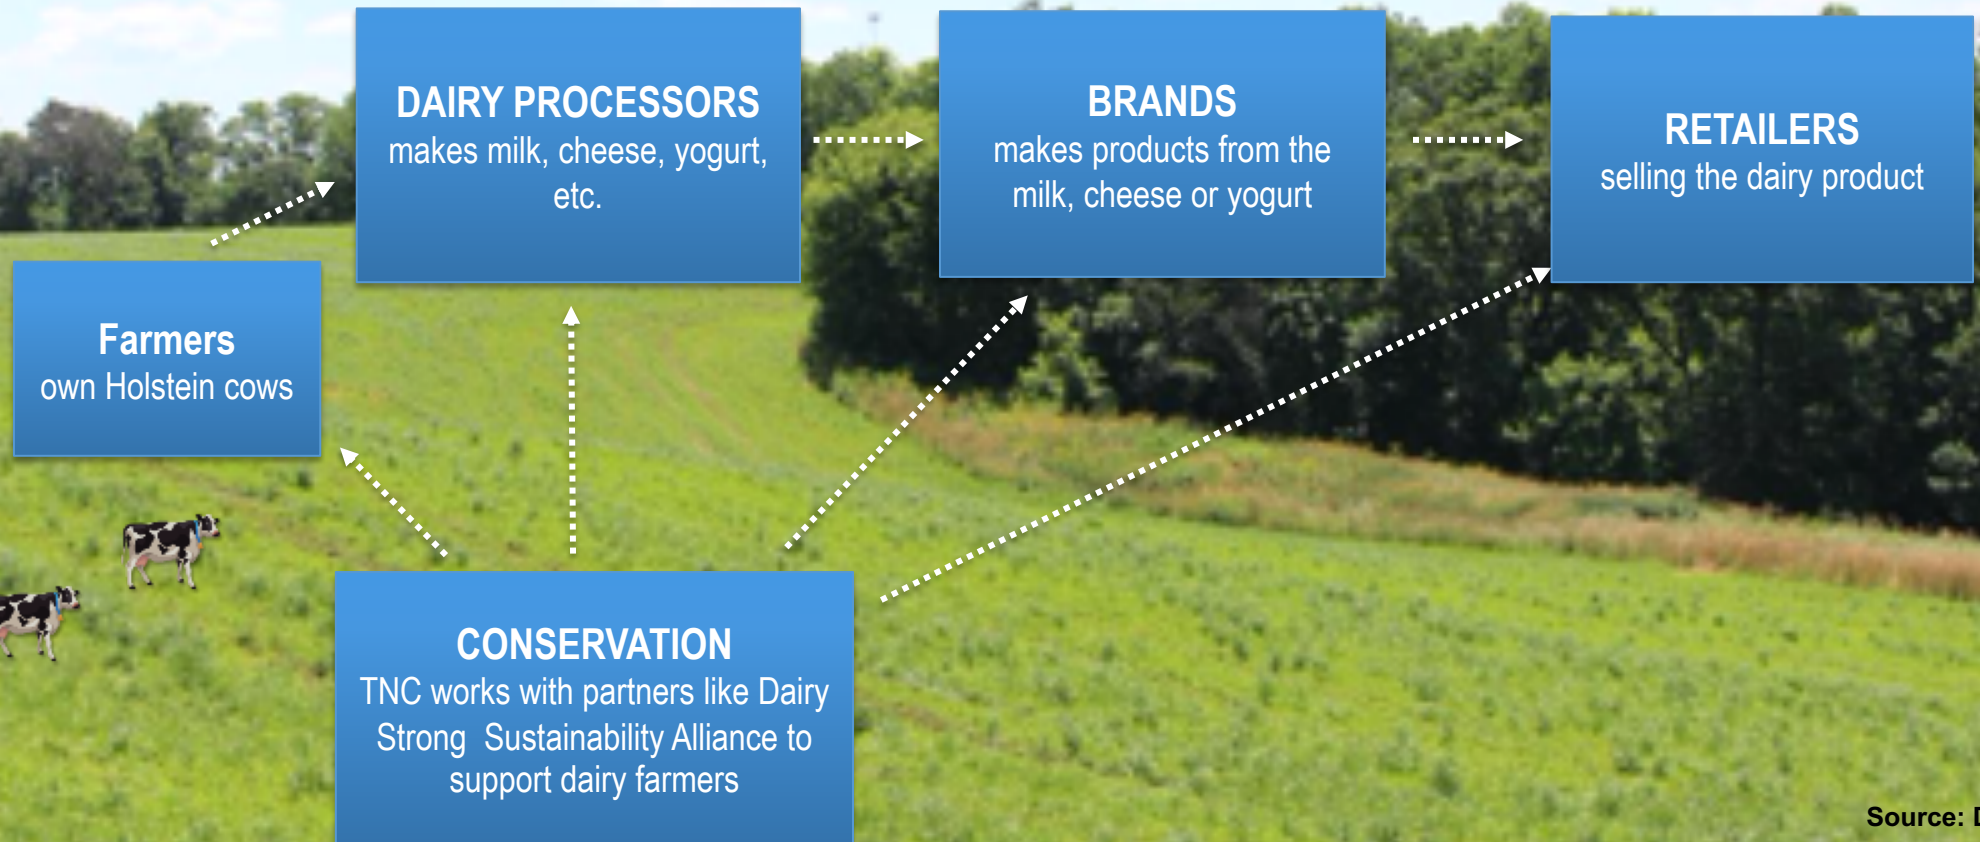 DAIRY PROCESSORS
makes milk, cheese, yogurt,
etc.
BRANDS
makes products from the
milk, cheese or yogurt
RETAILERS
selling the dairy product
Farmers
own Holstein cows
CONSERVATION
TNC works with partners like Dairy
Strong  Sustainability Alliance to
support dairy farmers
Source: